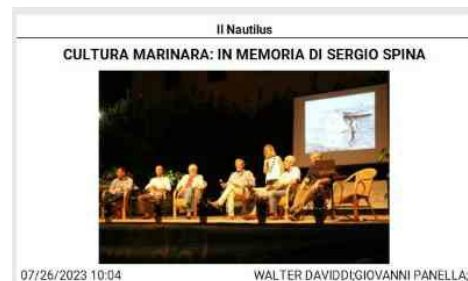 Il Nautilus
CULTURA MARINARA: IN MEMORIA DI SERGIO SPINA
07/26/2023 10:04 WALTER DAVIDDI;GIOVANNI PANELLA;